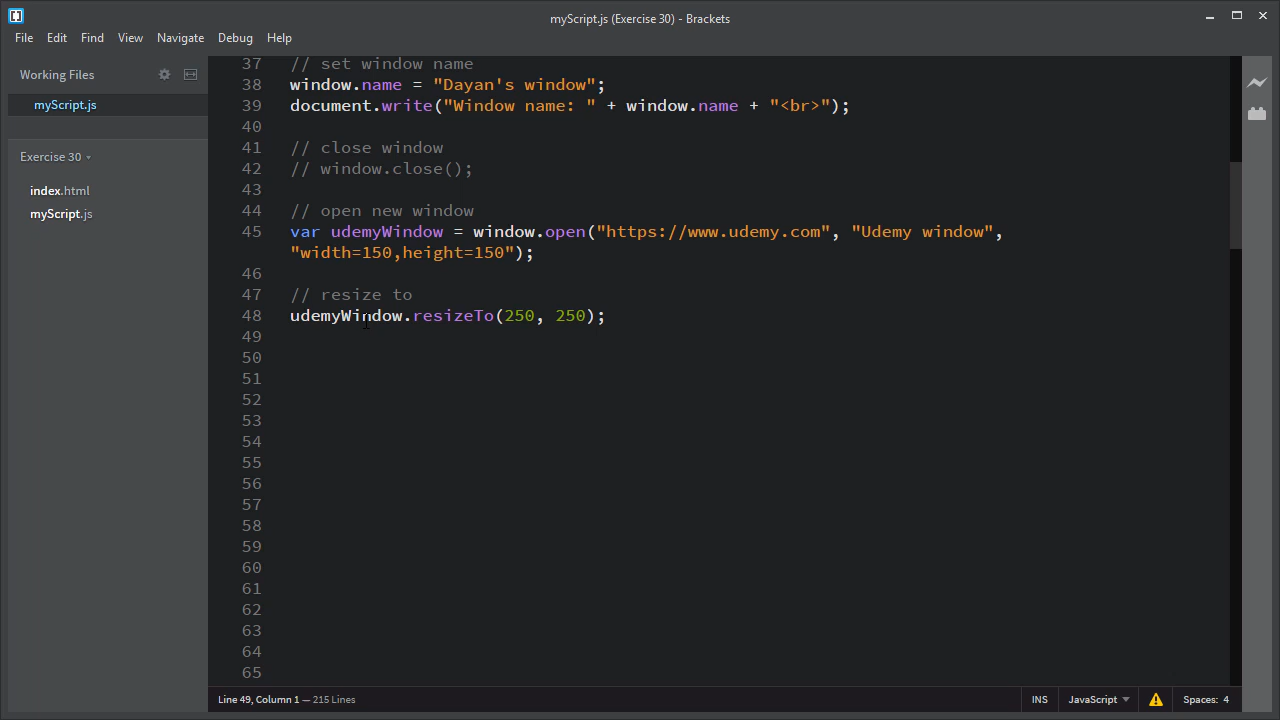 myScript.js (Exercise 30) - Brackets
File Edit Find View Navigate Debug Help
Working Files
myScript.js
Exercise 30
index.html
myScript.js
37 // set window name
38 window.name = "Dayan's window";
39 document.write("Window name: " + window.name + "<br>");
40
41 // close window
42 // window.close();
43
44 // open new window
45 var udemyWindow = window.open("https://www.udemy.com", "Udemy window",
"width=150,height=150");
46
47 // resize to
48 udemyWindow.resizeTo(250, 250);
49
50
51
52
53
54
55
56
57
58
59
60
61
62
63
64
65
Line 49, Column 1 — 215 Lines
INS JavaScript Spaces: 4